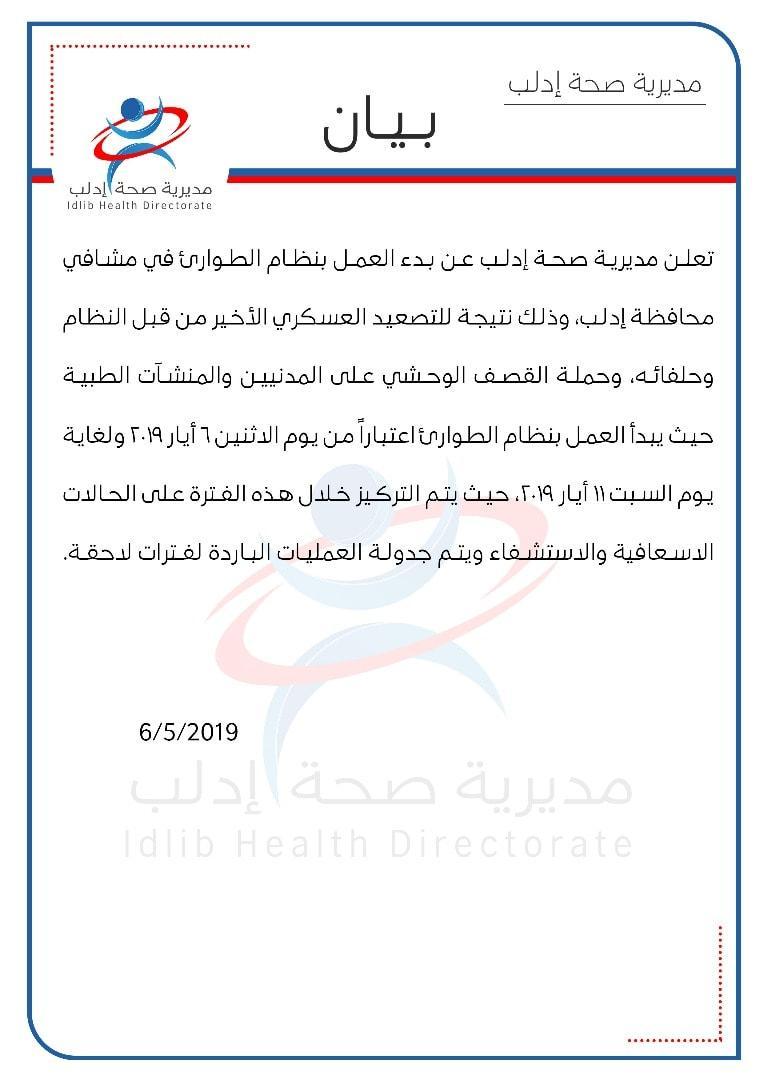 مديرية صحة إدلب
بيان
مديرية صحة إدلب
Idlib Health Directorate
تعلن مديرية صحة إدلب عن بدء العمل بنظام الطوارئ في مشافي
محافظة إدلب، وذلك نتيجة للتصعيد العسكري الأخير من قبل النظام
وحلفائه، وحملة القصف الوحشي على المدنيين والمنشآت الطبية
حيث يبدأ العمل بنظام الطوارئ اعتباراً من يوم الاثنين ٦ أيار ٢٠١٩ ولغاية
يوم السبت ١١ أيار ٢٠١٩، حيث يتم التركيز خلال هذه الفترة على الحالات
الاسعافية والاستشفاء ويتم جدولة العمليات الباردة لفترات لاحقة.
6/5/2019
مديرية صحة إدلب
Idlib Health Directorate